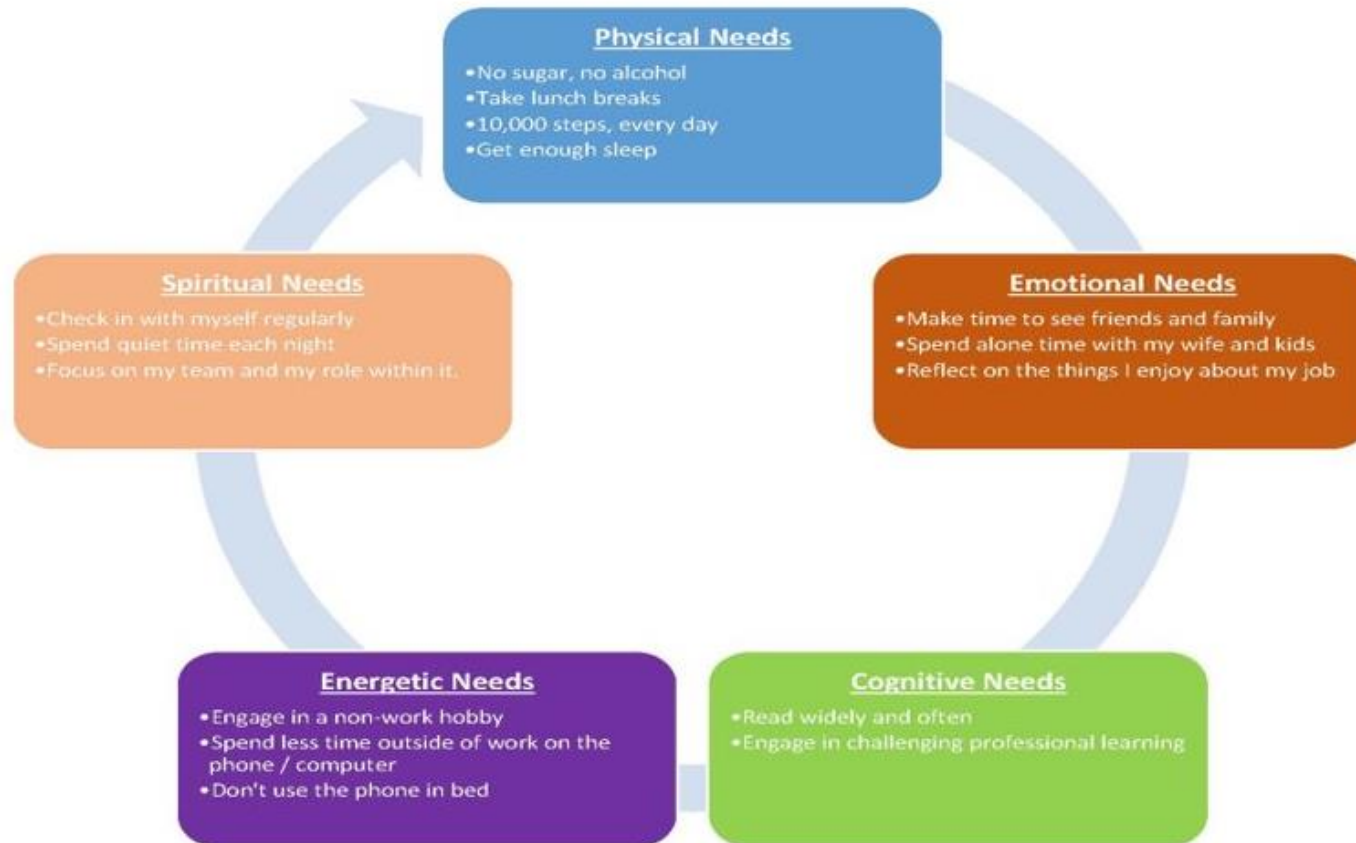 Physical Needs
•No sugar, no alcohol
•Take lunch breaks
•10,000 steps, every day
•Get enough sleep
Emotional Needs
•Make time to see friends and family
•Spend alone time with my wife and kids
•Reflect on the things I enjoy about my job
Cognitive Needs
•Read widely and often
•Engage in challenging professional learning
Energetic Needs
•Engage in a non-work hobby
•Spend less time outside of work on the
phone / computer
•Don't use the phone in bed
Spiritual Needs
•Check in with myself regularly
•Spend quiet time each night
•Focus on my team and my role within it.